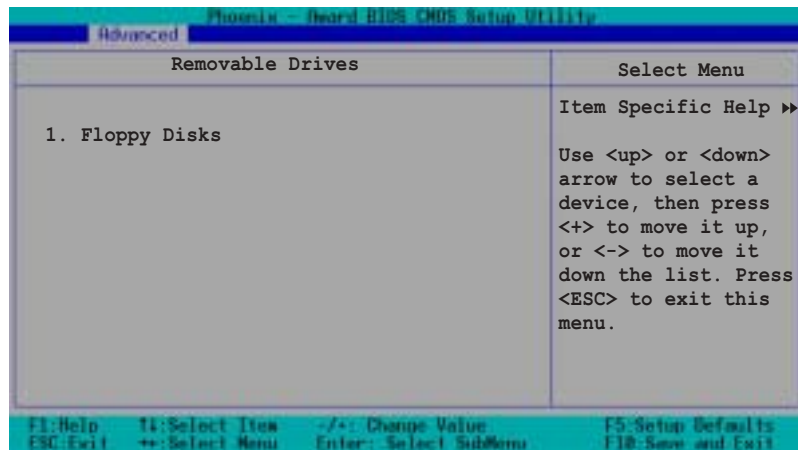 Phoenix - Award BIOS CMOS Setup Utility
Advanced
Removable Drives
Select Menu
1. Floppy Disks
Item Specific Help ▸▸
Use <up> or <down>
arrow to select a
device, then press
<+> to move it up,
or <-> to move it
down the list. Press
<ESC> to exit this
menu.
F1:Help ↑↓:Select Item -/+: Change Value F5:Setup Defaults
ESC:Exit ↔:Select Menu Enter: Select SubMenu F10:Save and Exit